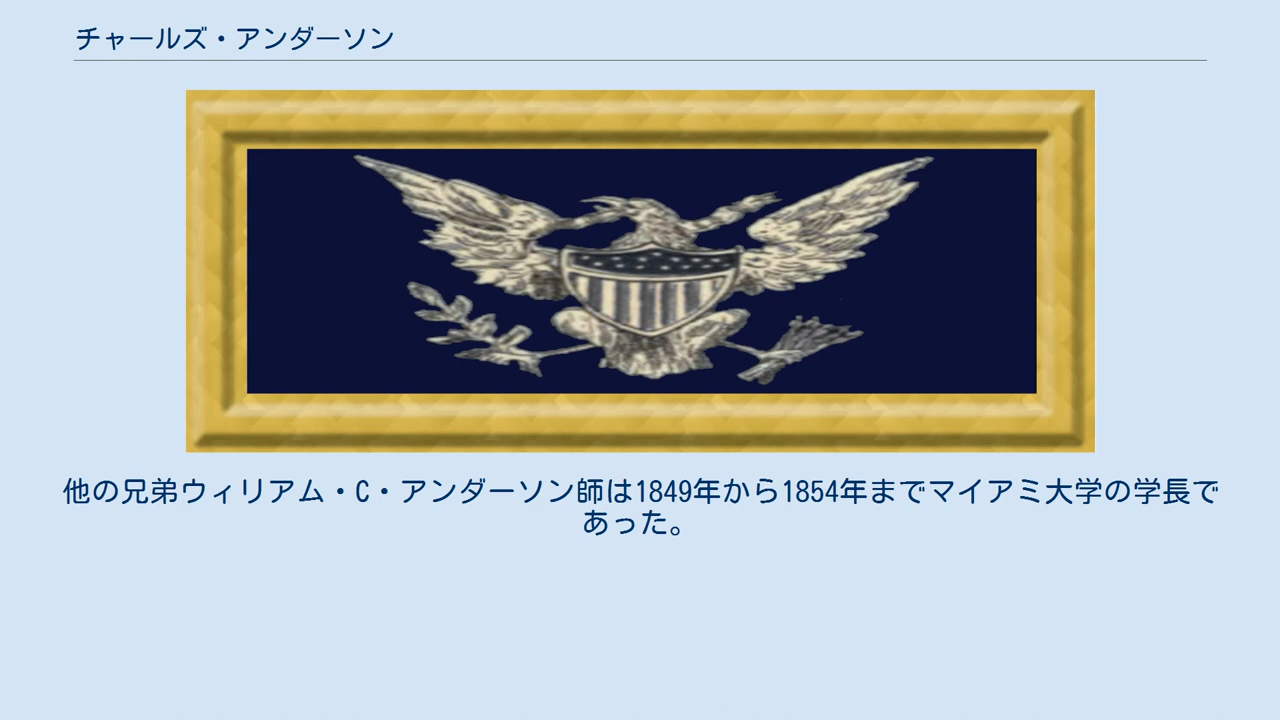 チャールズ・アンダーソン
他の兄弟ウィリアム・C・アンダーソン師は1849年から1854年までマイアミ大学の学長で
あった。